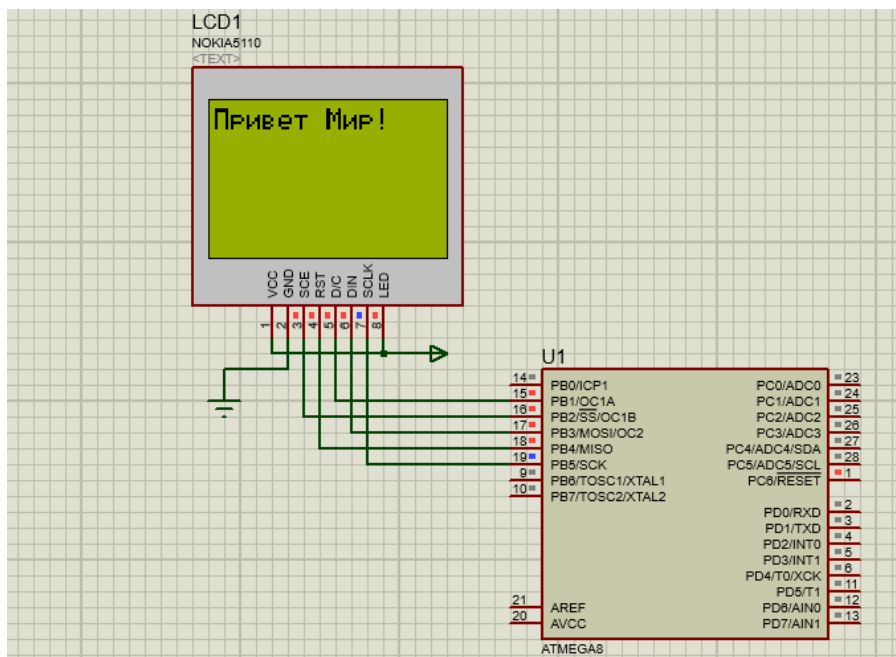 LCD1
NOKIA5110
<TEXT>
Привет Мир!
VCC
GND
SCE
RST
D/C
DIN
SCLK
LED
1
2
3
4
5
6
7
8
U1
14 PB0/ICP1 PC0/ADC0 23
15 PB1/OC1A PC1/ADC1 24
16 PB2/SS/OC1B PC2/ADC2 25
17 PB3/MOSI/OC2 PC3/ADC3 26
18 PB4/MISO PC4/ADC4/SDA 27
19 PB5/SCK PC5/ADC5/SCL 28
9 PB6/TOSC1/XTAL1 PC6/RESET 1
10 PB7/TOSC2/XTAL2
PD0/RXD 2
PD1/TXD 3
PD2/INT0 4
PD3/INT1 5
PD4/T0/XCK 6
PD5/T1 11
21 AREF PD6/AIN0 12
20 AVCC PD7/AIN1 13
ATMEGA8